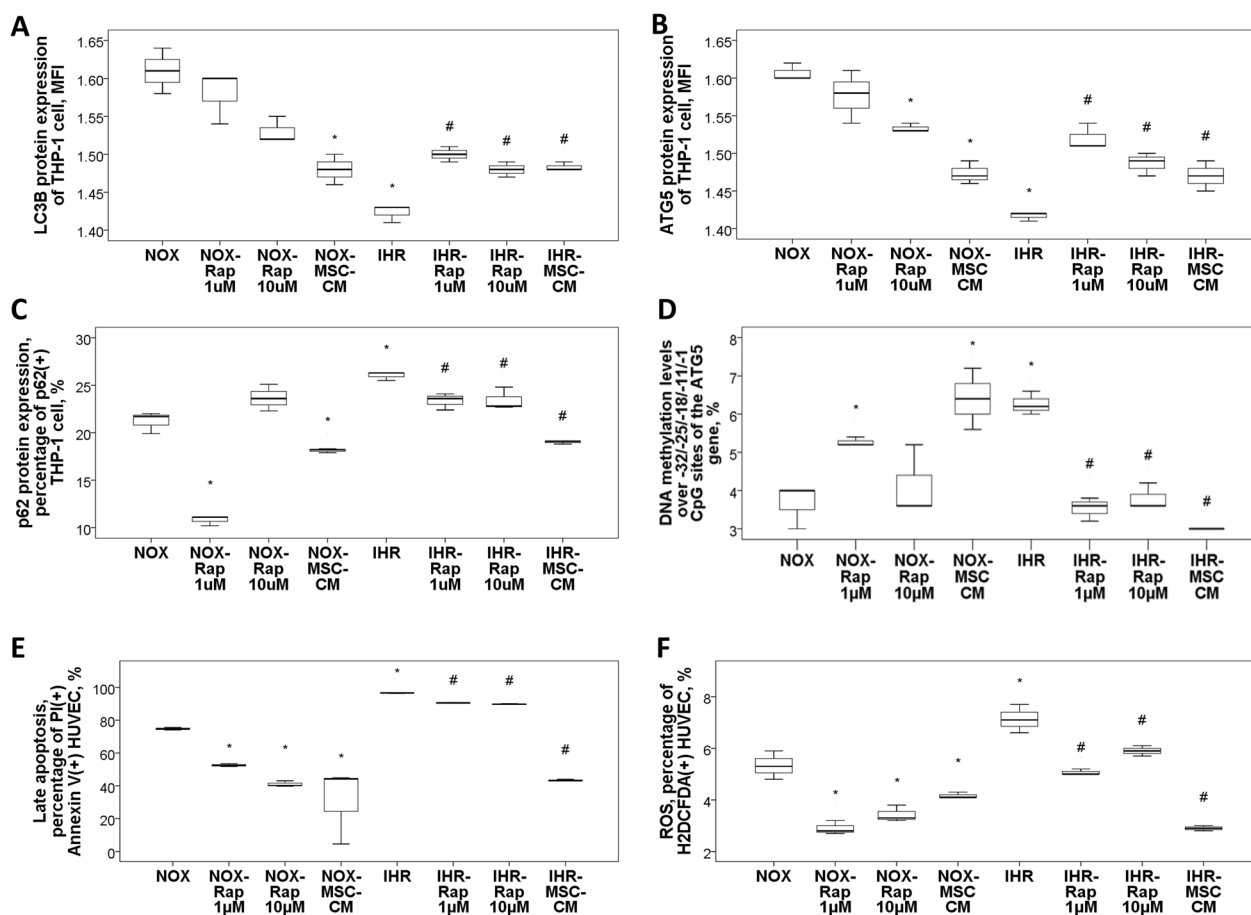 A
LC3B protein expression
of THP-1 cell, MFI
1.65
1.60
1.55
1.50
1.45
1.40
*
*
#
#
#
NOX
NOX-
Rap
1uM
NOX-
Rap
10uM
NOX-
MSC-
CM
IHR
IHR-
Rap
1uM
IHR-
Rap
10uM
IHR-
MSC-
CM
B
ATG5 protein expression
of THP-1 cell, MFI
1.65
1.60
1.55
1.50
1.45
1.40
*
*
*
#
#
#
NOX
NOX-
Rap
1uM
NOX-
Rap
10uM
NOX-
MSC
CM
IHR
IHR-
Rap
1uM
IHR-
Rap
10uM
IHR-
MSC
CM
C
p62 protein expression,
percentage of p62(+)
THP-1 cell, %
30
25
20
15
10
*
*
*
#
#
#
NOX
NOX-
Rap
1uM
NOX-
Rap
10uM
NOX-
MSC-
CM
IHR
IHR-
Rap
1uM
IHR-
Rap
10uM
IHR-
MSC-
CM
D
DNA methylation levels
over -32/-25/-18/-11/-1
CpG sites of the ATG5
gene, %
8
7
6
5
4
3
*
*
*
#
#
#
NOX
NOX-
Rap
1µM
NOX-
Rap
10µM
NOX-
MSC
CM
IHR
IHR-
Rap
1µM
IHR-
Rap
10µM
IHR-
MSC
CM
E
Late apoptosis,
percentage of PI(+)
Annexin V(+) HUVEC, %
100
80
60
40
20
0
*
*
*
*
#
#
#
NOX
NOX-
Rap
1µM
NOX-
Rap
10µM
NOX-
MSC-
CM
IHR
IHR-
Rap
1µM
IHR-
Rap
10µM
IHR-
MSC-
CM
F
ROS, percentage of
H2DCFDA(+) HUVEC, %
8
6
4
2
*
*
*
*
#
#
#
NOX
NOX-
Rap
1µM
NOX-
Rap
10µM
NOX-
MSC
CM
IHR
IHR-
Rap
1µM
IHR-
Rap
10µM
IHR-
MSC
CM